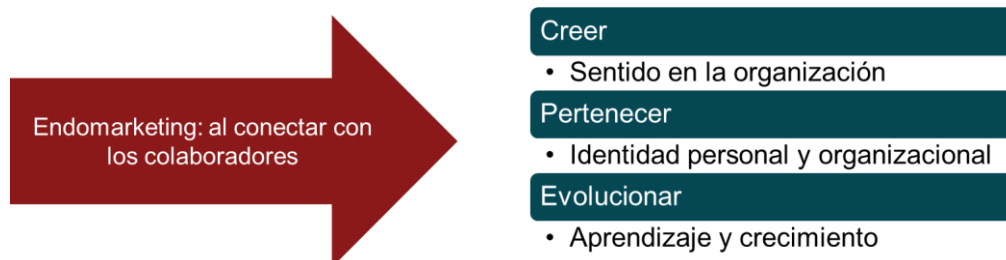 Endomarketing: al conectar con
los colaboradores
Creer
• Sentido en la organización
Pertenecer
• Identidad personal y organizacional
Evolucionar
• Aprendizaje y crecimiento